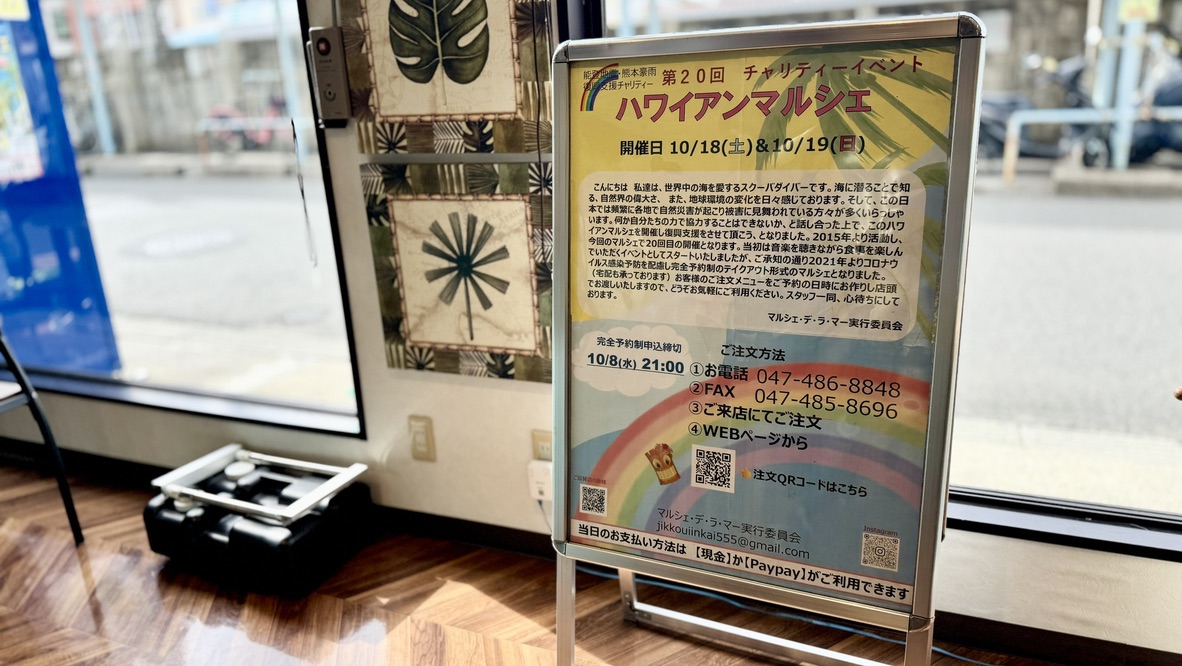 能登地震・熊本豪雨
復興支援チャリティー
第20回 チャリティーイベント
ハワイアンマルシェ
開催日 10/18(土)&10/19(日)
こんにちは 私達は、世界中の海を愛するスクーバダイバーです。海に潜ることで知
る、自然界の偉大さ、また、地球環境の変化を日々感じております。そして、この日
本では頻繁に各地で自然災害が起こり被害に見舞われている方々が多くいらっしゃ
います。何か自分たちの力で協力することはできないか、と話し合った上で、このハワ
イアンマルシェを開催し復興支援をさせて頂こう、となりました。2015年より活動し、
今回のマルシェで20回目の開催となります。当初は音楽を聴きながら食事を楽しん
でいただくイベントとしてスタートいたしましたが、ご承知の通り2021年よりコロナウ
イルス感染予防を配慮し完全予約制のテイクアウト形式のマルシェとなりました。
（宅配も承っております）お客様のご注文メニューをご予約の日時にお作りし店頭
でお渡しいたしますので、どうぞお気軽にご利用ください。スタッフ一同、心待ちにして
おります。
マルシェ・デ・ラ・マー実行委員会
完全予約制申込締切
10/8(水) 21:00
ご注文方法
①お電話 047-486-8848
②FAX 047-485-8696
③ご来店にてご注文
④WEBページから
注文QRコードはこちら
マルシェ・デ・ラ・マー実行委員会
jikkouiinkai555@gmail.com
Instagram
当日のお支払い方法は 【現金】か【Paypay】がご利用できます